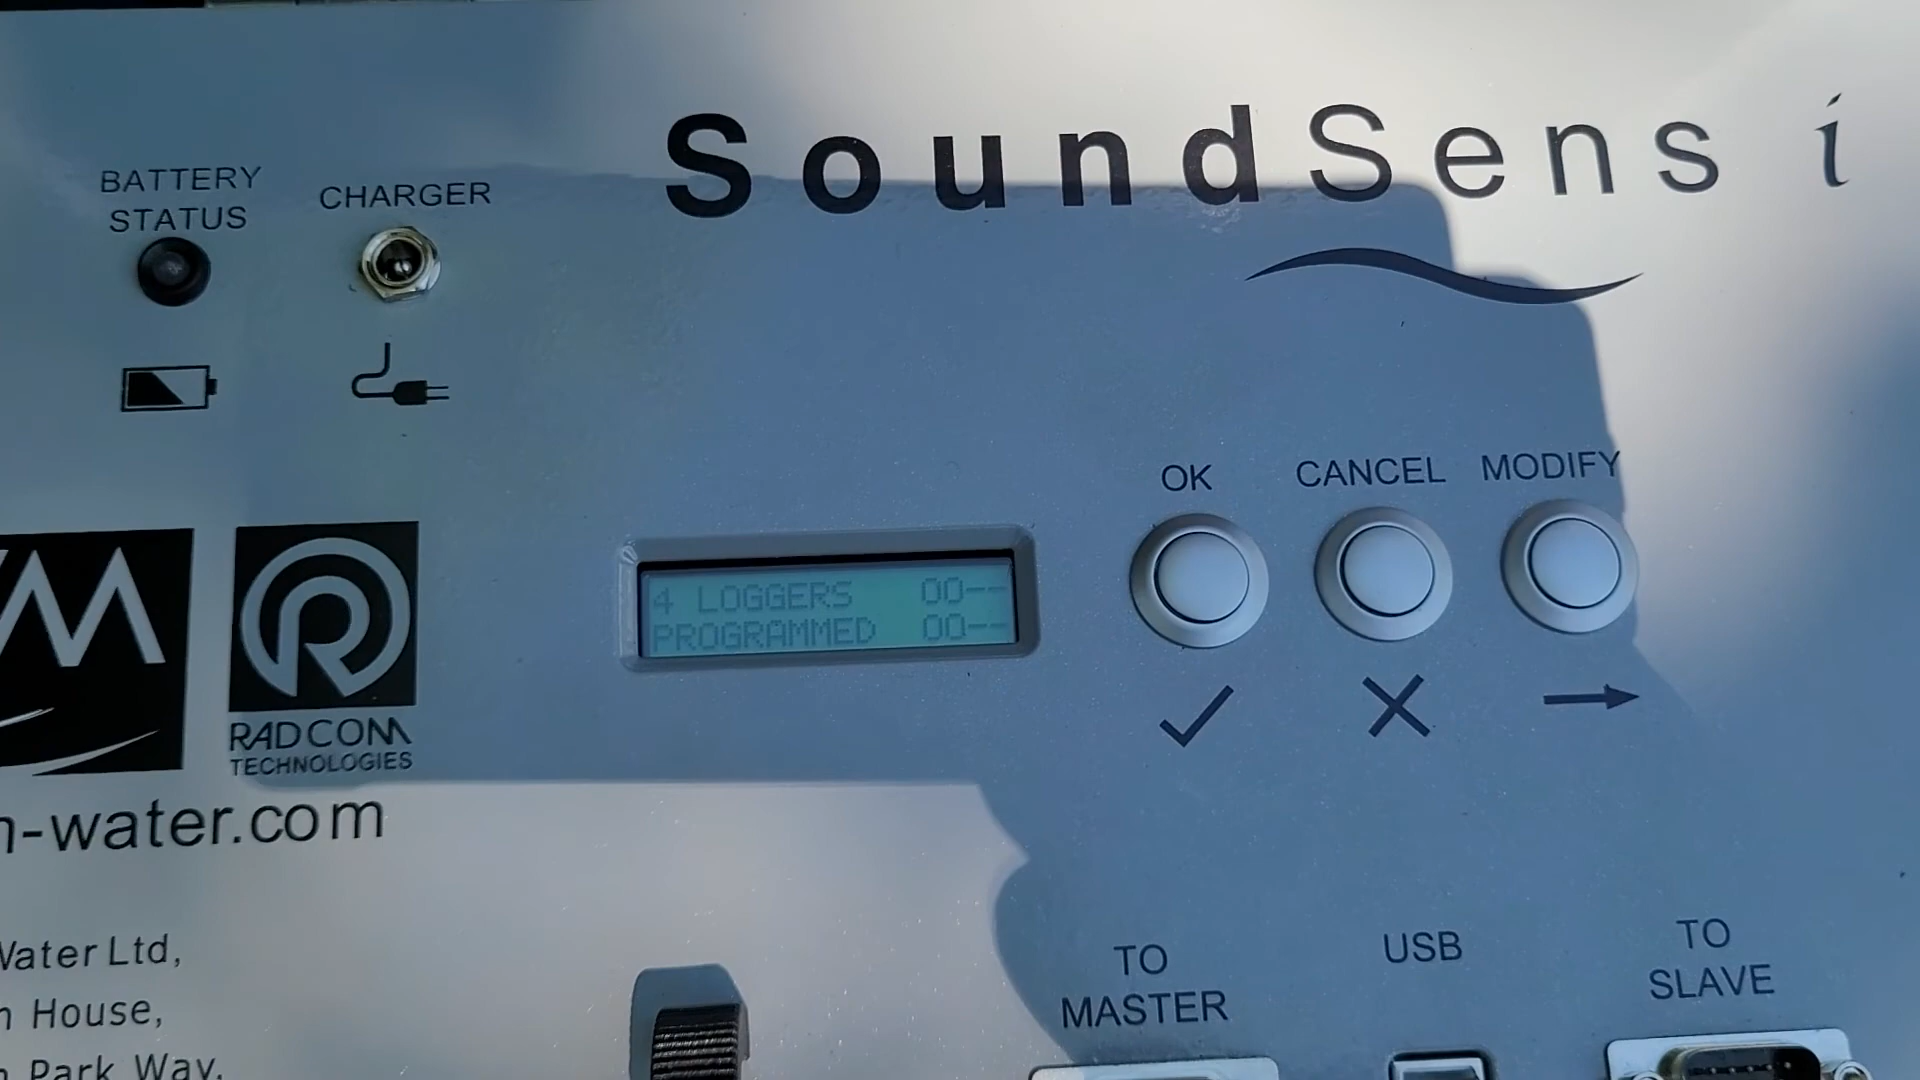 SoundSens i
BATTERY
STATUS
CHARGER
OK
CANCEL
MODIFY
4 LOGGERS 00--
PROGRAMMED 00--
M
RADCOM
TECHNOLOGIES
-water.com
Water Ltd,
House,
Park Way,
TO
MASTER
USB
TO
SLAVE